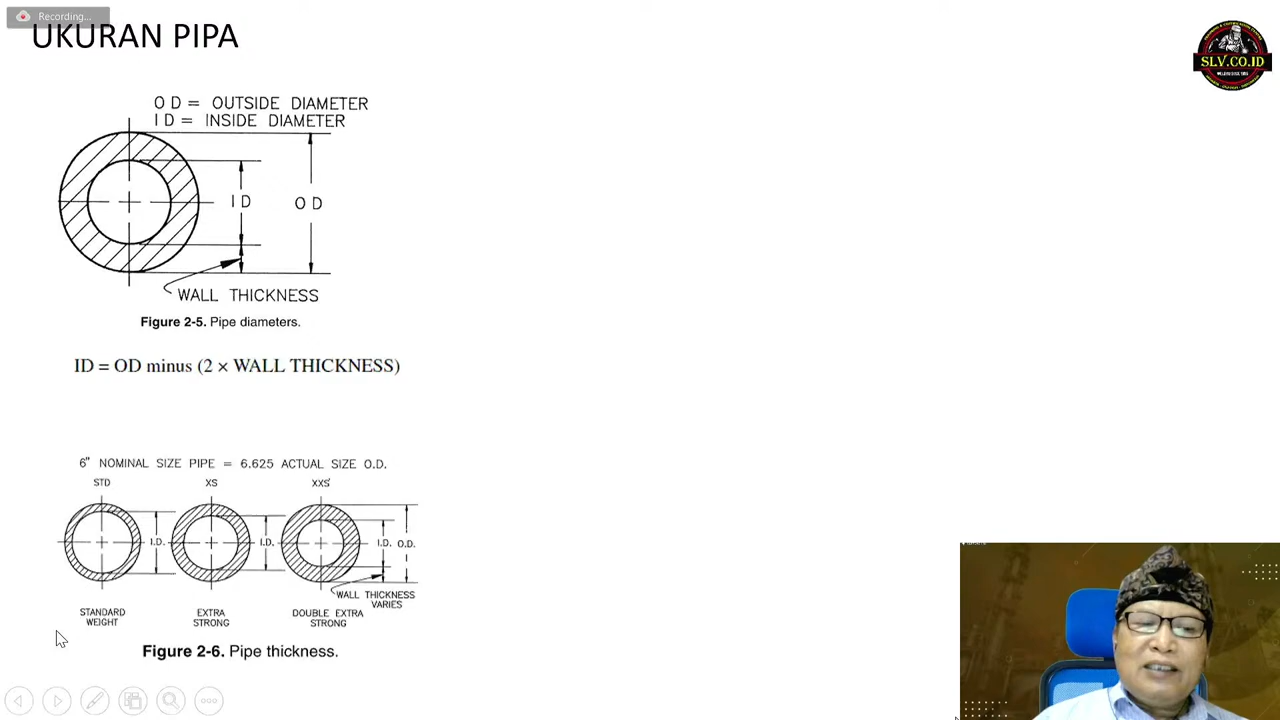 Recording...
UKURAN PIPA
SLV.CO.ID
O D = OUTSIDE DIAMETER
I D = INSIDE DIAMETER
I D
O D
WALL THICKNESS
Figure 2-5. Pipe diameters.
ID = OD minus (2 × WALL THICKNESS)
6" NOMINAL SIZE PIPE = 6.625 ACTUAL SIZE O.D.
STD XS XXS
I.D. I.D. I.D. O.D.
WALL THICKNESS
VARIES
STANDARD
WEIGHT
EXTRA
STRONG
DOUBLE EXTRA
STRONG
Figure 2-6. Pipe thickness.